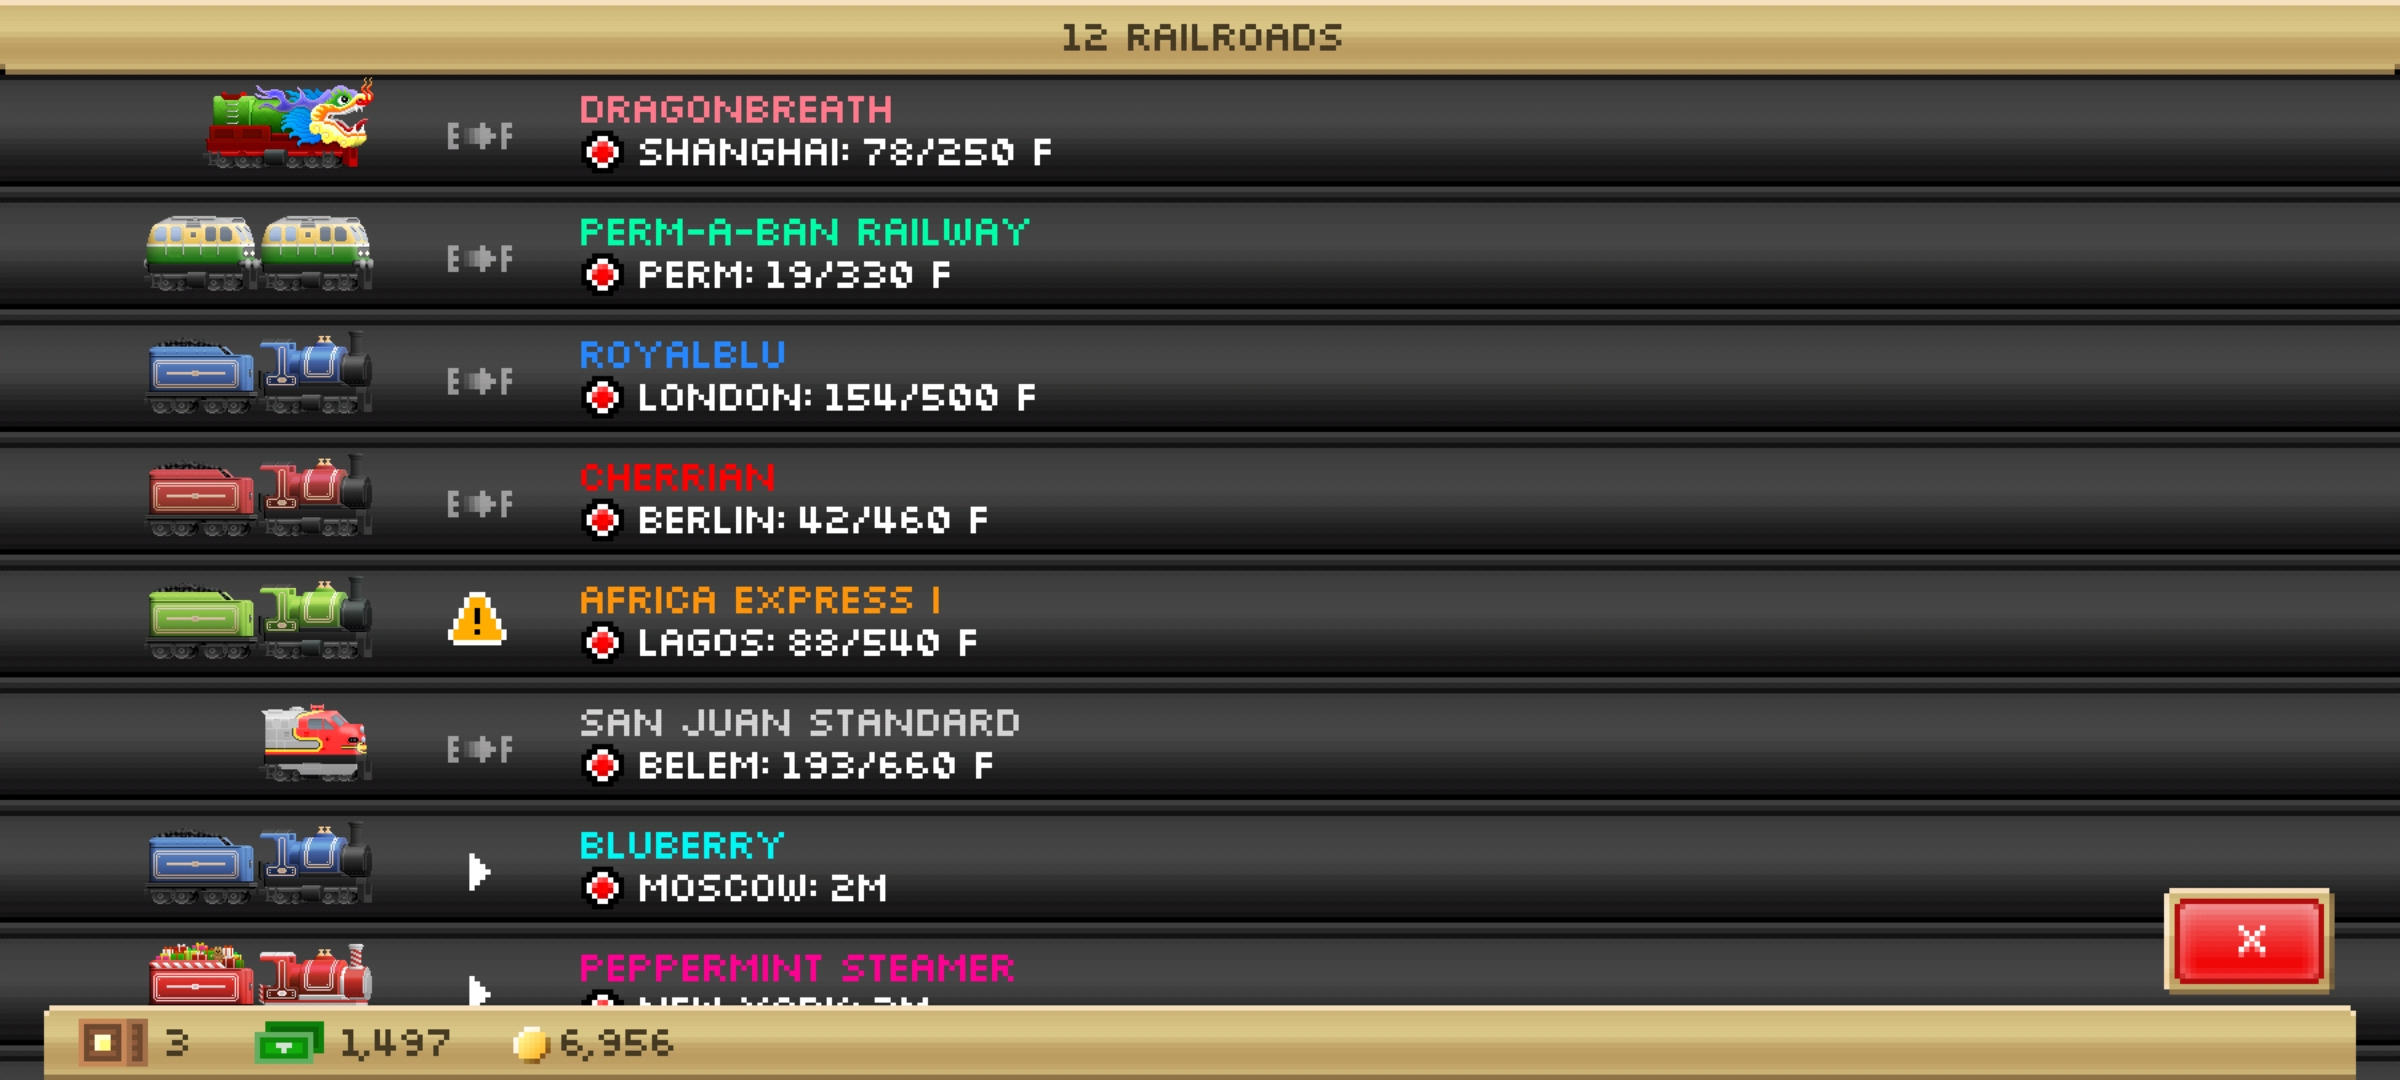 12 RAILROADS
DRAGONBREATH
E F
SHANGHAI: 78/250 F
PERM-A-BAN RAILWAY
E F
PERM: 19/330 F
ROYALBLU
E F
LONDON: 154/500 F
CHERRIAN
E F
BERLIN: 42/460 F
AFRICA EXPRESS I
!
LAGOS: 88/540 F
SAN JUAN STANDARD
E F
BELEM: 193/660 F
BLUBERRY
MOSCOW: 2M
PEPPERMINT STEAMER
X
3 1,497 6,956